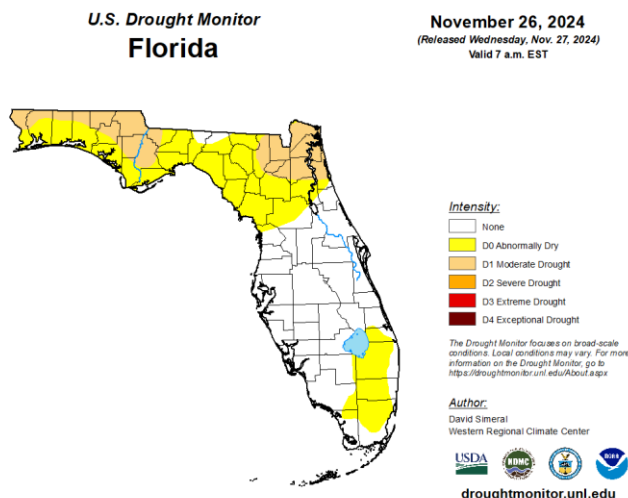 U.S. Drought Monitor
Florida
November 26, 2024
(Released Wednesday, Nov. 27, 2024)
Valid 7 a.m. EST
Intensity:
None
D0 Abnormally Dry
D1 Moderate Drought
D2 Severe Drought
D3 Extreme Drought
D4 Exceptional Drought
The Drought Monitor focuses on broad-scale
conditions. Local conditions may vary. For more
information on the Drought Monitor, go to
https://droughtmonitor.unl.edu/About.aspx
Author:
David Simeral
Western Regional Climate Center
USDA
NDMC
NOAA
droughtmonitor.unl.edu